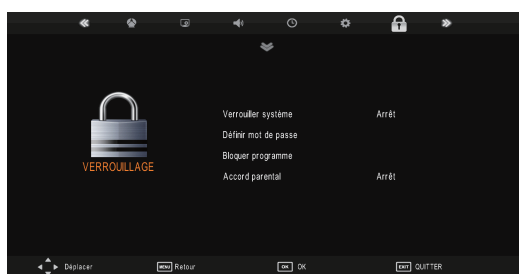 Verrouiller système Arrêt
Définir mot de passe
Bloquer programme
VERROUILLAGE
Accord parental Arrêt
Déplacer MENU Retour OK OK EXIT QUITTER